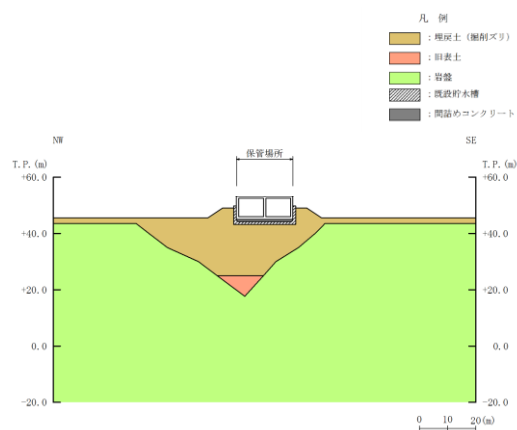 凡 例
：埋戻土（掘削ズリ）
：旧表土
：岩盤
：既設貯水槽
：間詰めコンクリート
NW
SE
保管場所
T.P.(m)
T.P.(m)
+60.0
+60.0
+40.0
+40.0
+20.0
+20.0
0.0
0.0
-20.0
-20.0
0 10 20(m)